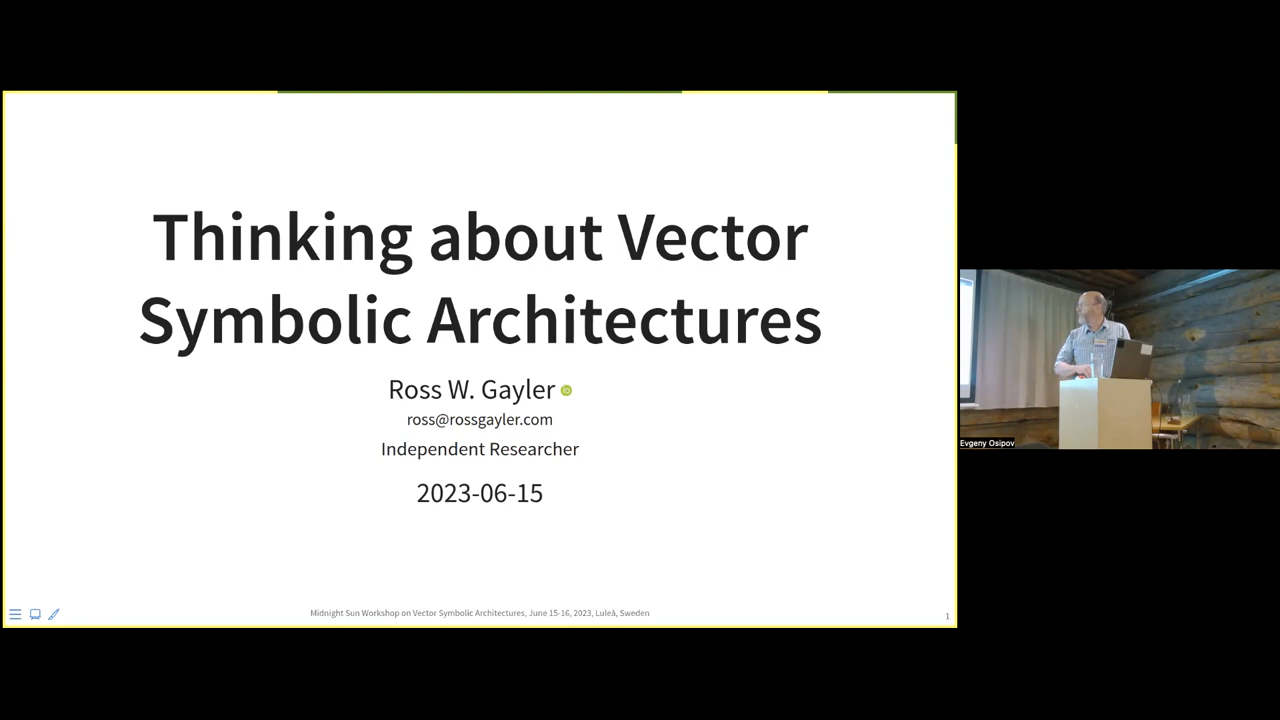 Thinking about Vector
Symbolic Architectures
Ross W. Gayler iD
ross@rossgayler.com
Independent Researcher
2023-06-15
Midnight Sun Workshop on Vector Symbolic Architectures, June 15-16, 2023, Luleå, Sweden
1
Evgeny Osipov